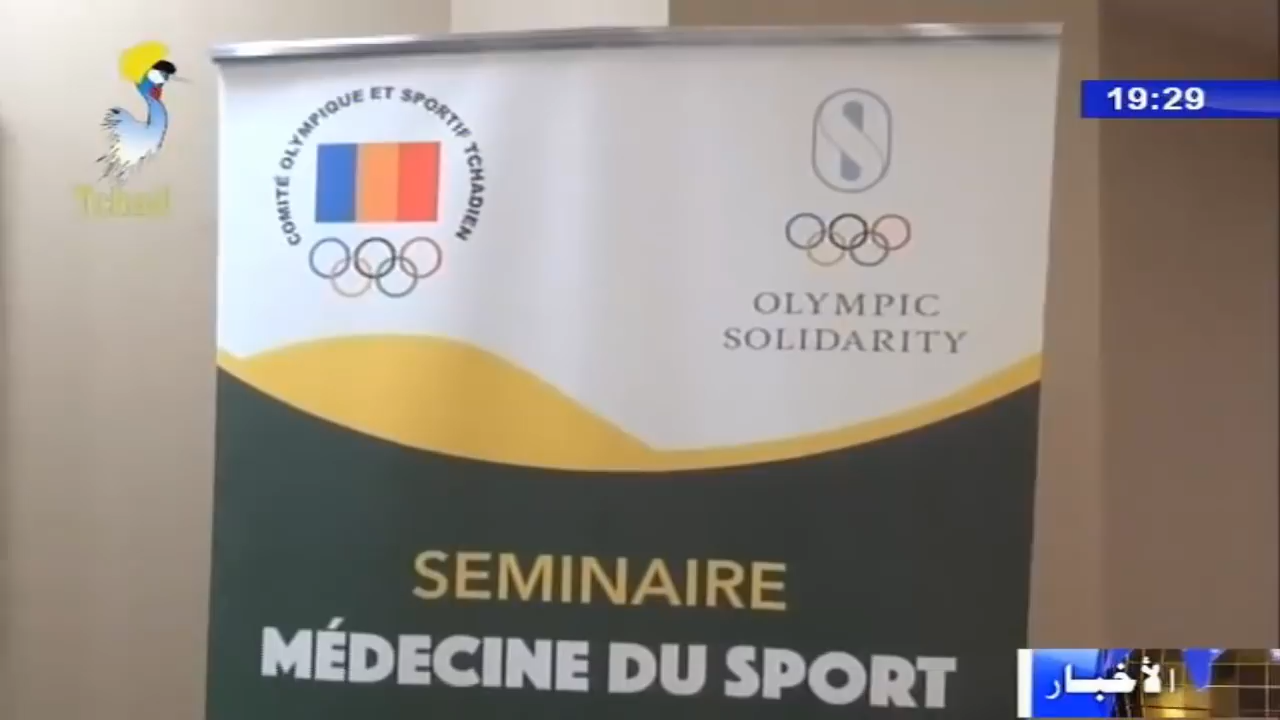 Tchad
19:29
COMITÉ OLYMPIQUE ET SPORTIF TCHADIEN
OLYMPIC
SOLIDARITY
SEMINAIRE
MÉDECINE DU SPORT
الأخبار